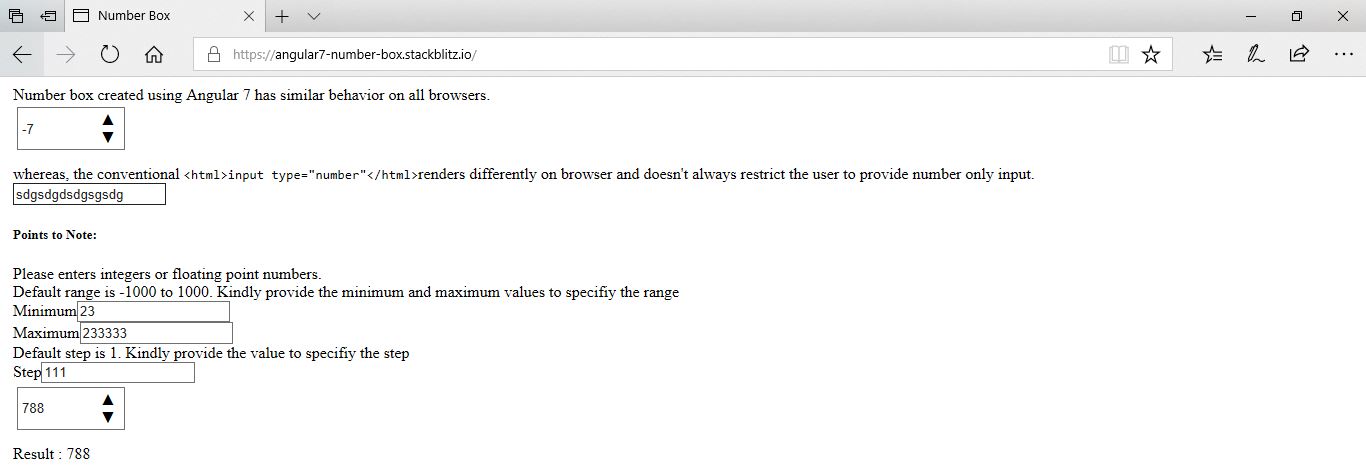 Number Box
https://angular7-number-box.stackblitz.io/
Number box created using Angular 7 has similar behavior on all browsers.
-7
whereas, the conventional <html>input type="number"</html>renders differently on browser and doesn't always restrict the user to provide number only input.
sdgsdgdsdgsgsdg
Points to Note:
Please enters integers or floating point numbers.
Default range is -1000 to 1000. Kindly provide the minimum and maximum values to specifiy the range
Minimum 23
Maximum 233333
Default step is 1. Kindly provide the value to specifiy the step
Step 111
788
Result : 788